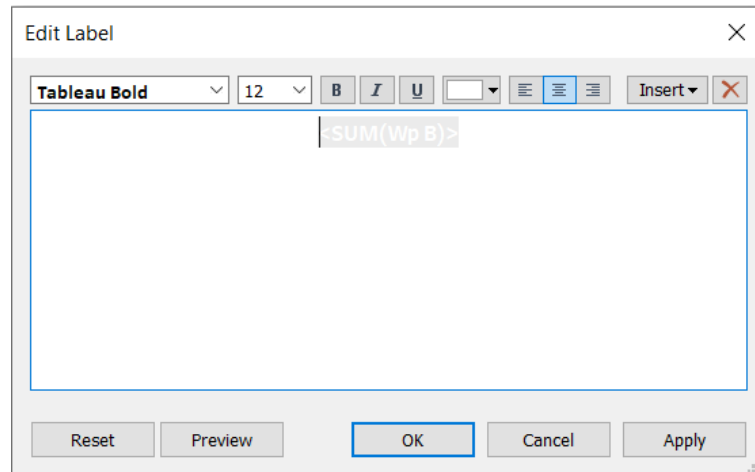 Edit Label
Tableau Bold 12 B I U Insert
<SUM(Wp B)>
Reset Preview OK Cancel Apply